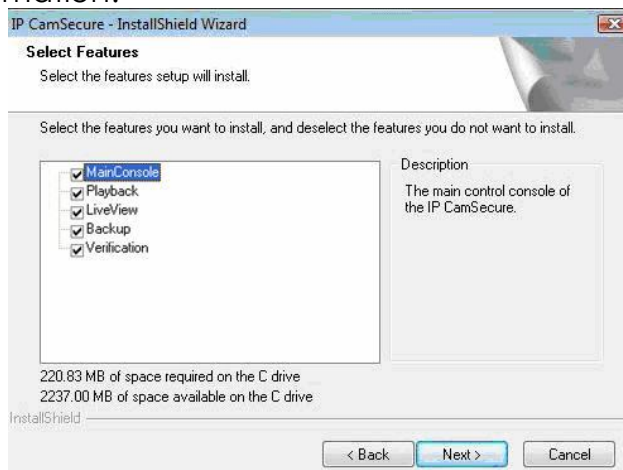 IP CamSecure - InstallShield Wizard
Select Features
Select the features setup will install.
Select the features you want to install, and deselect the features you do not want to install.
MainConsole
Playback
LiveView
Backup
Verification
Description
The main control console of
the IP CamSecure.
220.83 MB of space required on the C drive
2237.00 MB of space available on the C drive
InstallShield
< Back
Next >
Cancel